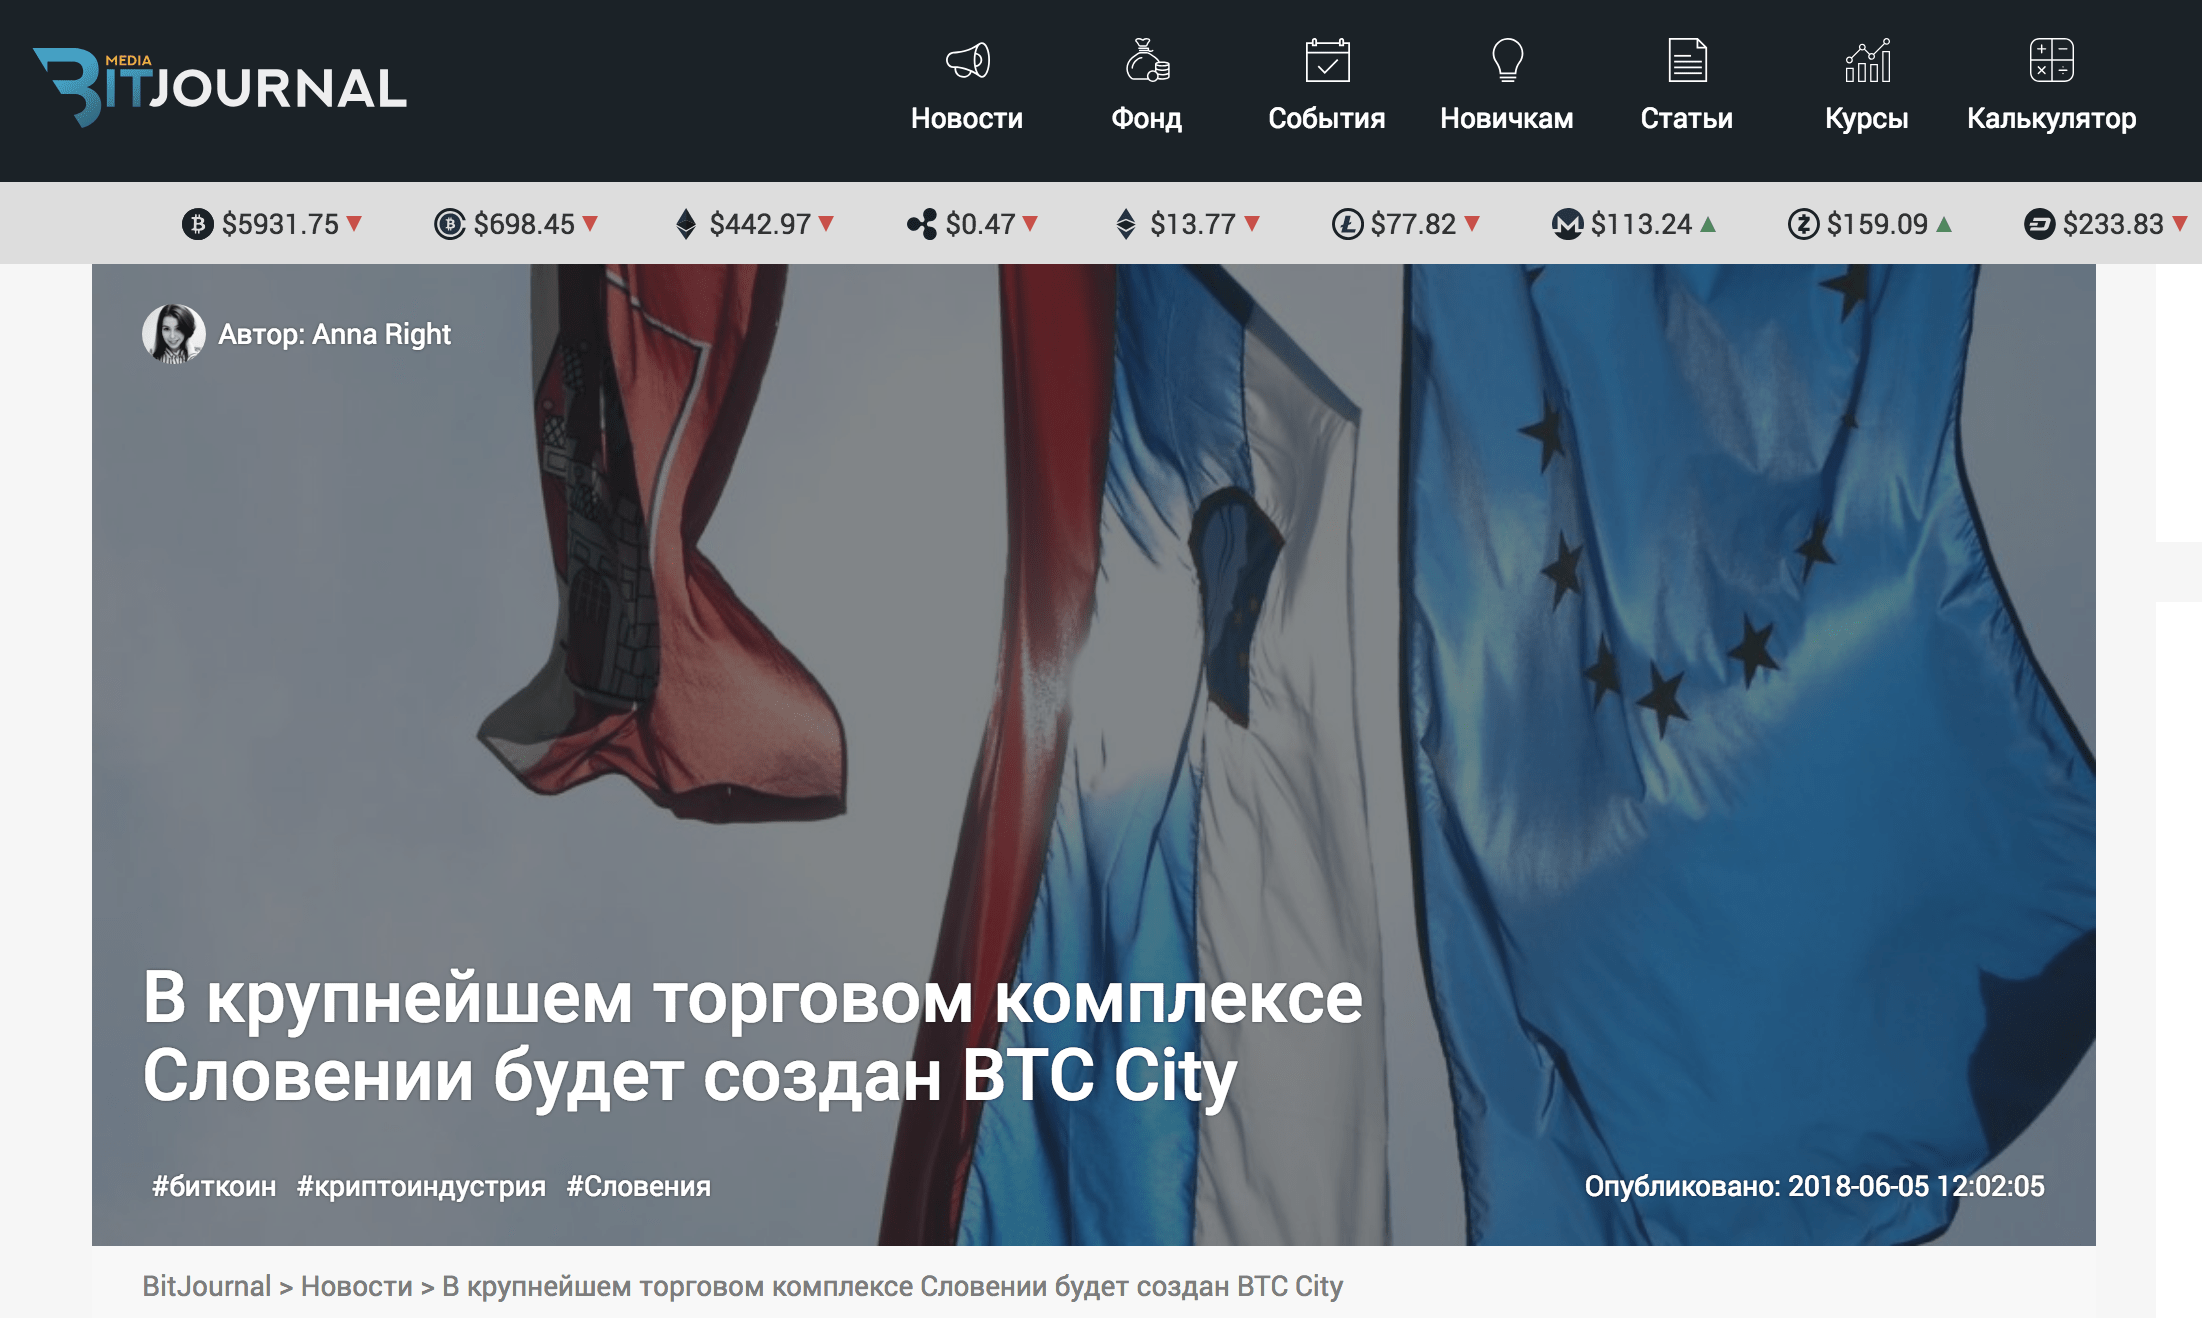 MEDIA
BITJOURNAL
Новости
Фонд
События
Новичкам
Статьи
Курсы
Калькулятор
$5931.75
$698.45
$442.97
$0.47
$13.77
$77.82
$113.24
$159.09
$233.83
Автор: Anna Right
В крупнейшем торговом комплексе
Словении будет создан BTC City
#биткоин #криптоиндустрия #Словения
Опубликовано: 2018-06-05 12:02:05
BitJournal > Новости > В крупнейшем торговом комплексе Словении будет создан BTC City